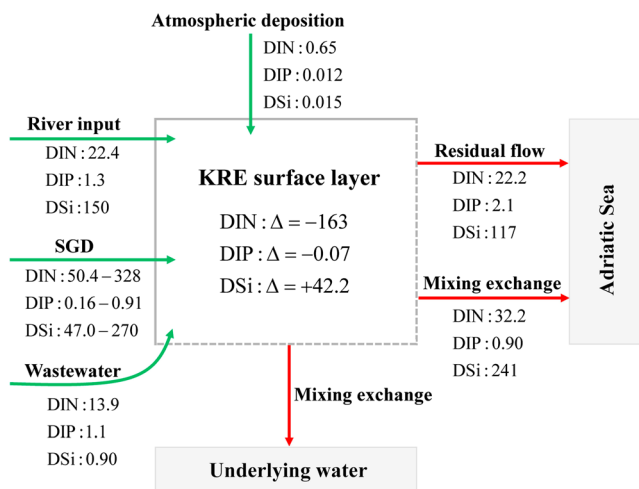 Atmospheric deposition
DIN : 0.65
DIP : 0.012
DSi : 0.015
River input
DIN : 22.4
DIP : 1.3
DSi : 150
SGD
DIN : 50.4 – 328
DIP : 0.16 – 0.91
DSi : 47.0 – 270
Wastewater
DIN : 13.9
DIP : 1.1
DSi : 0.90
KRE surface layer
DIN : Δ = −163
DIP : Δ = −0.07
DSi : Δ = +42.2
Residual flow
DIN : 22.2
DIP : 2.1
DSi : 117
Mixing exchange
DIN : 32.2
DIP : 0.90
DSi : 241
Adriatic Sea
Mixing exchange
Underlying water